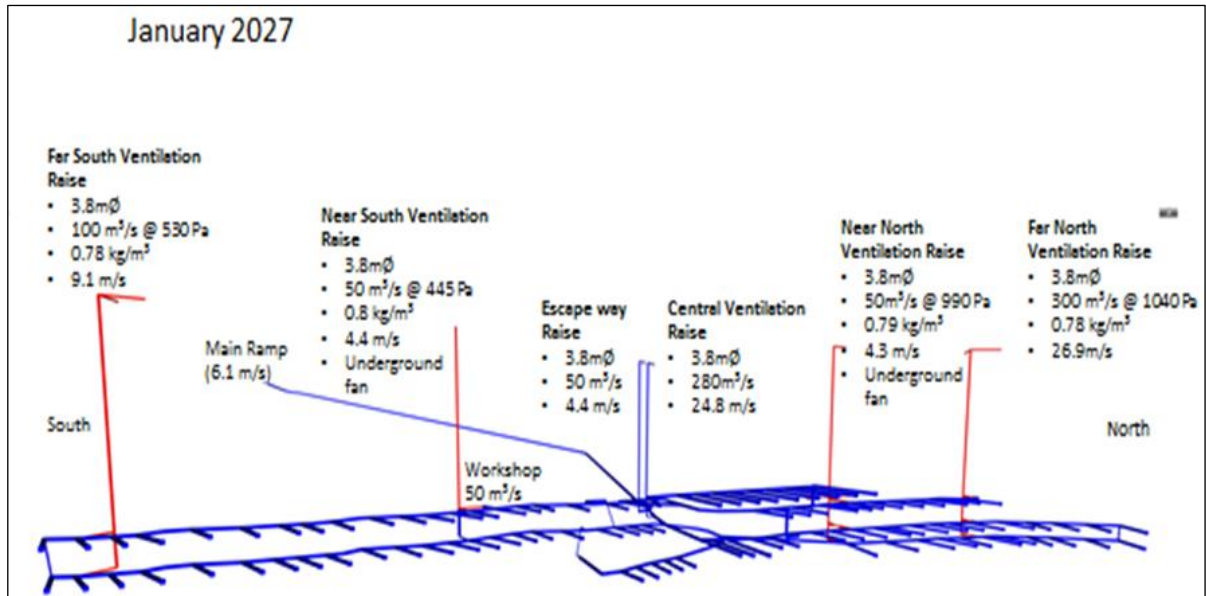 January 2027
Far South Ventilation
Raise
• 3.8mØ
• 100 m³/s @ 530 Pa
• 0.78 kg/m³
• 9.1 m/s
Near South Ventilation
Raise
• 3.8mØ
• 50 m³/s @ 445 Pa
• 0.8 kg/m³
• 4.4 m/s
• Underground
fan
Main Ramp
(6.1 m/s)
Escape way
Raise
• 3.8mØ
• 50 m³/s
• 4.4 m/s
Central Ventilation
Raise
• 3.8mØ
• 280m³/s
• 24.8 m/s
Near North
Ventilation Raise
• 3.8mØ
• 50m³/s @ 990 Pa
• 0.79 kg/m³
• 4.3 m/s
• Underground
fan
Far North
Ventilation Raise
• 3.8mØ
• 300 m³/s @ 1040 Pa
• 0.78 kg/m³
• 26.9m/s
South
North
Workshop
50 m³/s